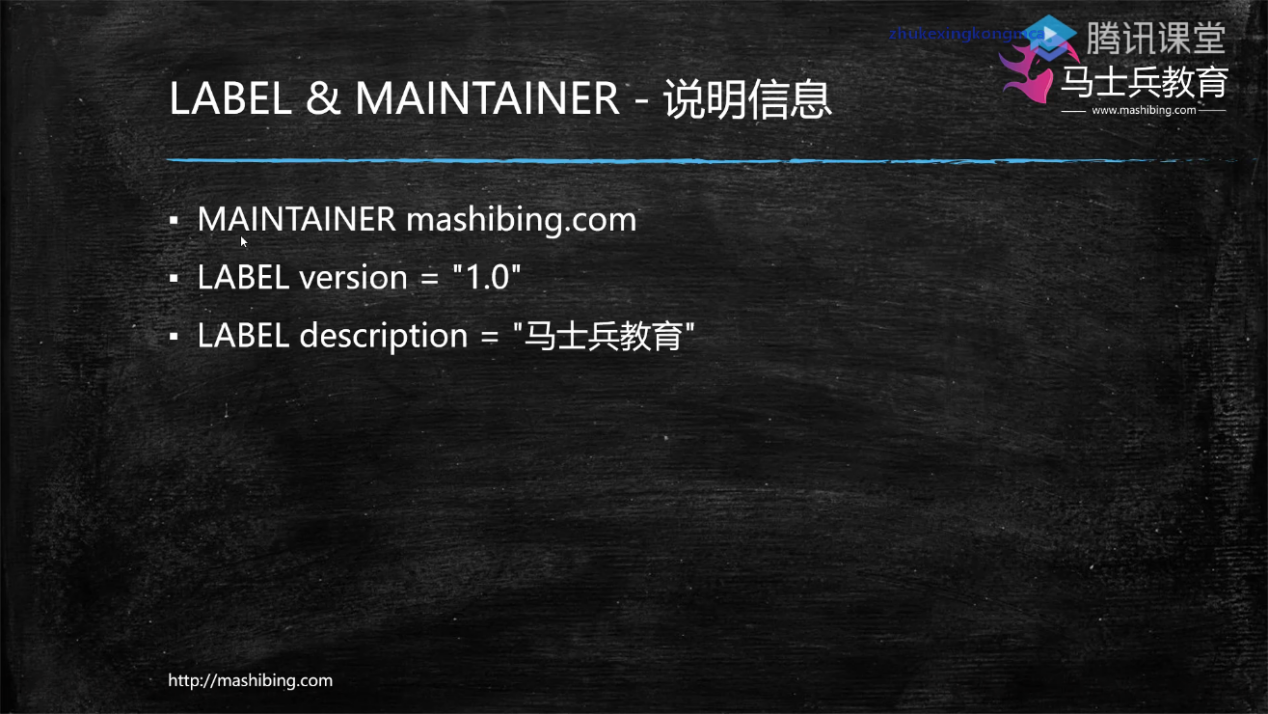 腾讯课堂
马士兵教育
www.mashibing.com
LABEL & MAINTAINER - 说明信息
▪ MAINTAINER mashibing.com
▪ LABEL version = "1.0"
▪ LABEL description = "马士兵教育"
http://mashibing.com